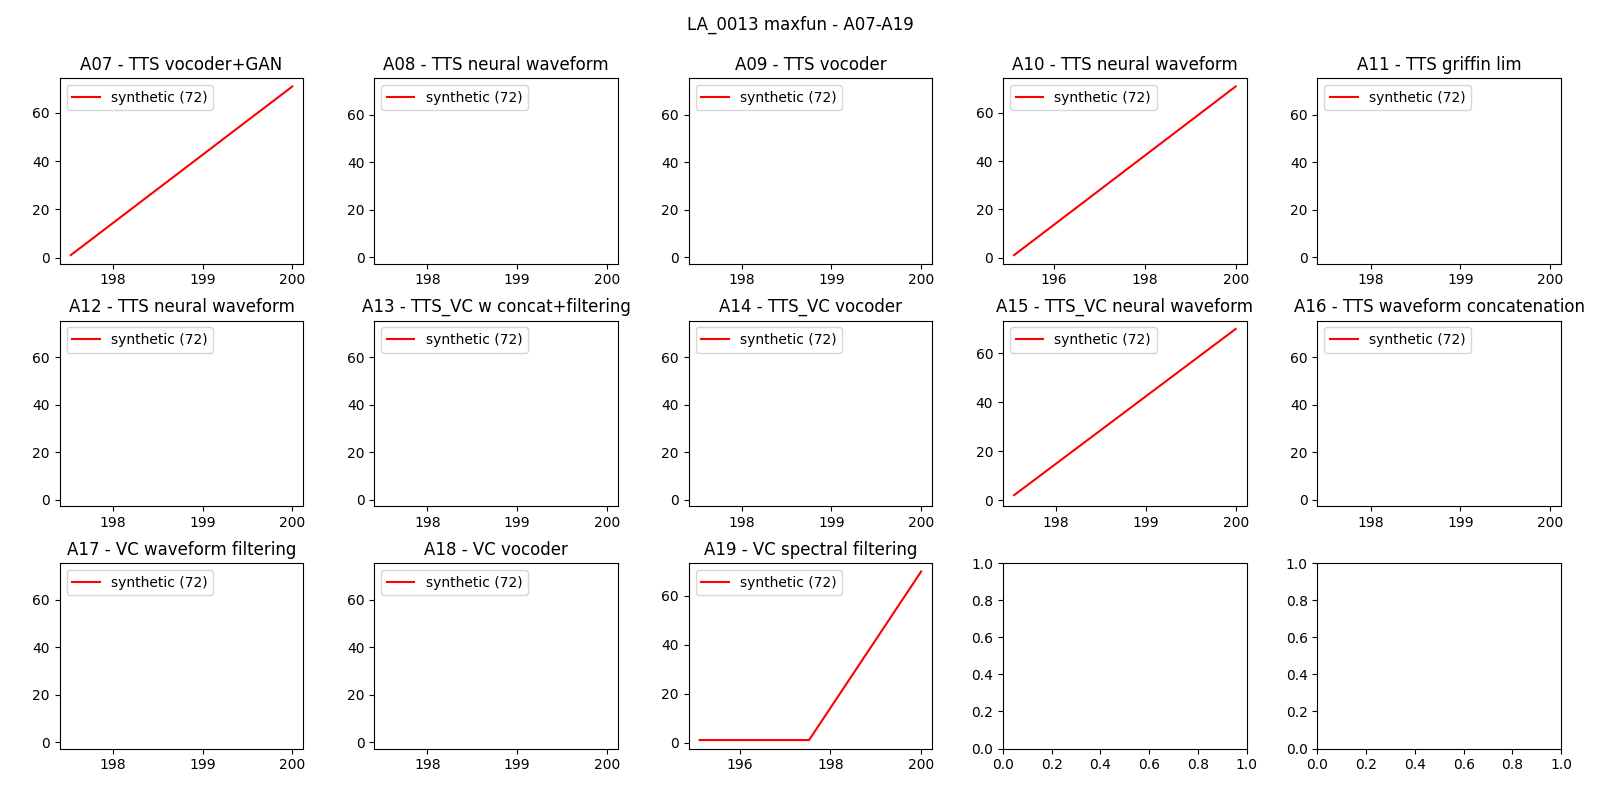 LA_0013 maxfun - A07-A19
A07 - TTS vocoder+GAN
synthetic (72)
60
40
20
0
198 199 200
A08 - TTS neural waveform
synthetic (72)
60
40
20
0
198 199 200
A09 - TTS vocoder
synthetic (72)
60
40
20
0
198 199 200
A10 - TTS neural waveform
synthetic (72)
60
40
20
0
196 198 200
A11 - TTS griffin lim
synthetic (72)
60
40
20
0
198 199 200
A12 - TTS neural waveform
synthetic (72)
60
40
20
0
198 199 200
A13 - TTS_VC w concat+filtering
synthetic (72)
60
40
20
0
198 199 200
A14 - TTS_VC vocoder
synthetic (72)
60
40
20
0
198 199 200
A15 - TTS_VC neural waveform
synthetic (72)
60
40
20
0
198 199 200
A16 - TTS waveform concatenation
synthetic (72)
60
40
20
0
198 199 200
A17 - VC waveform filtering
synthetic (72)
60
40
20
0
198 199 200
A18 - VC vocoder
synthetic (72)
60
40
20
0
198 199 200
A19 - VC spectral filtering
synthetic (72)
60
40
20
0
196 198 200
1.0
0.8
0.6
0.4
0.2
0.0
0.0 0.2 0.4 0.6 0.8 1.0
1.0
0.8
0.6
0.4
0.2
0.0
0.0 0.2 0.4 0.6 0.8 1.0